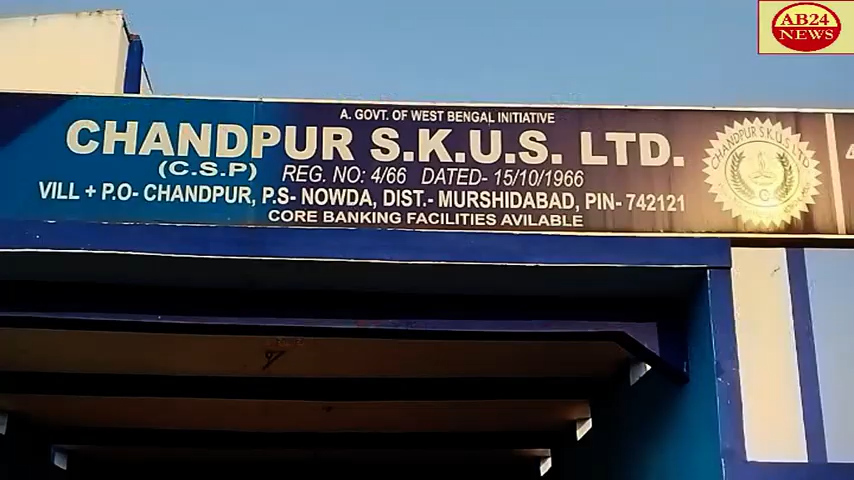 AB24
NEWS
A. GOVT. OF WEST BENGAL INITIATIVE
CHANDPUR S.K.U.S. LTD.
(C.S.P) REG. NO: 4/66 DATED- 15/10/1966
VILL + P.O- CHANDPUR, P.S- NOWDA, DIST.- MURSHIDABAD, PIN- 742121
CORE BANKING FACILITIES AVILABLE
CHANDPUR S.K.U.S LTD
C